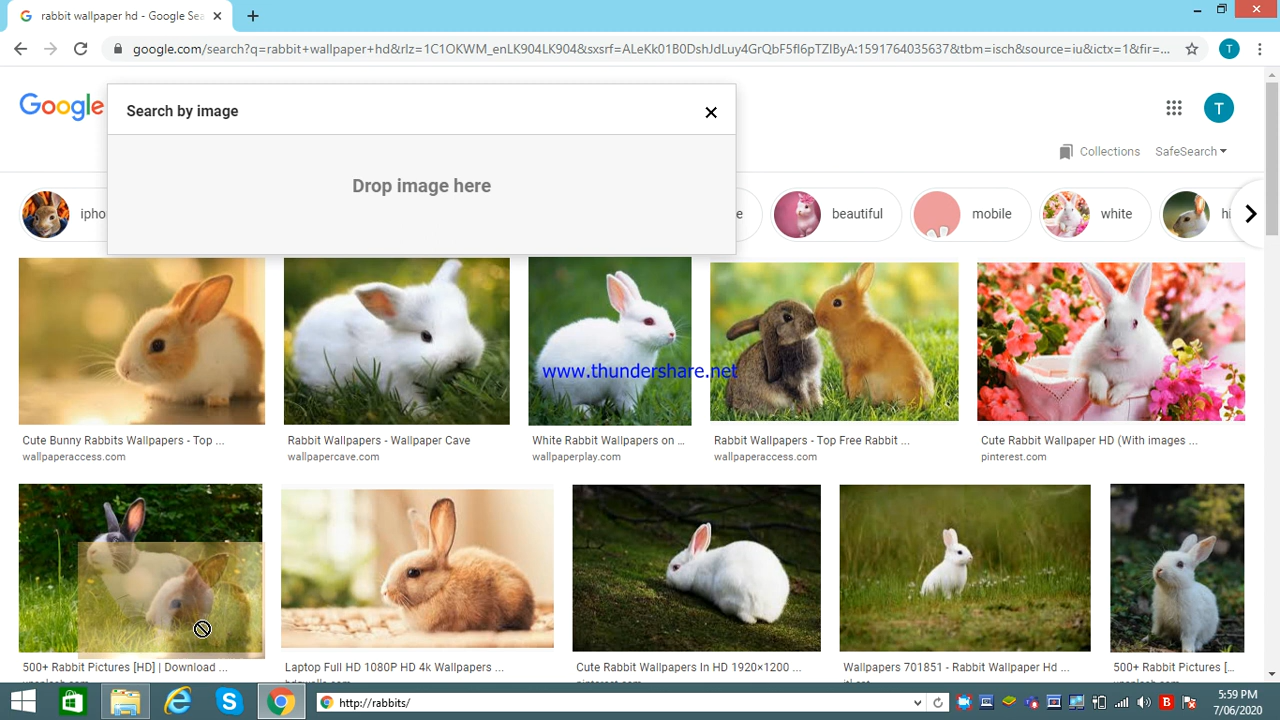 rabbit wallpaper hd - Google Sea
google.com/search?q=rabbit+wallpaper+hd&rlz=1C1OKWM_enLK904LK904&sxsrf=ALeKk01B0DshJdLuy4GrQbF5fl6pTZIByA:1591764035637&tbm=isch&source=iu&ictx=1&fir=...
T
Google
Search by image
T
Drop image here
Collections
SafeSearch
ipho
e
beautiful
mobile
white
hi
www.thundershare.net
Cute Bunny Rabbits Wallpapers - Top ...
Rabbit Wallpapers - Wallpaper Cave
White Rabbit Wallpapers on ...
Rabbit Wallpapers - Top Free Rabbit ...
Cute Rabbit Wallpaper HD (With images ...
wallpaperaccess.com
wallpapercave.com
wallpaperplay.com
wallpaperaccess.com
pinterest.com
500+ Rabbit Pictures [HD] | Download ...
Laptop Full HD 1080P HD 4k Wallpapers ...
Cute Rabbit Wallpapers In HD 1920×1200 ...
Wallpapers 701851 - Rabbit Wallpaper Hd ...
500+ Rabbit Pictures [...
http://rabbits/
5:59 PM
7/06/2020